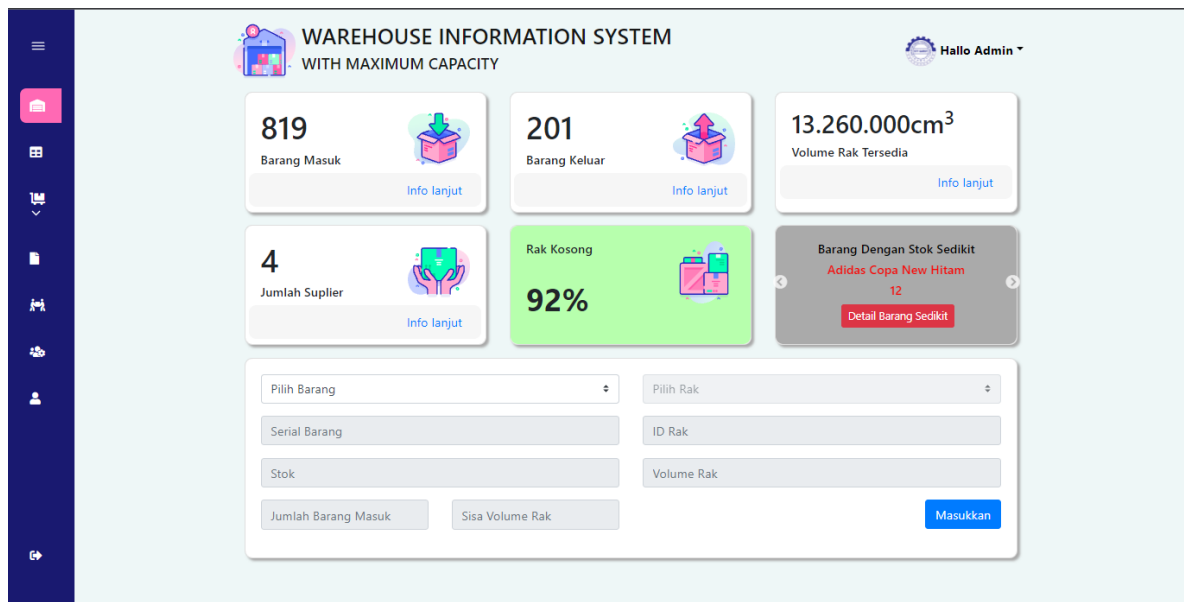 WAREHOUSE INFORMATION SYSTEM
WITH MAXIMUM CAPACITY
Hallo Admin
819
Barang Masuk
Info lanjut
201
Barang Keluar
Info lanjut
13.260.000cm³
Volume Rak Tersedia
Info lanjut
4
Jumlah Suplier
Info lanjut
Rak Kosong
92%
Barang Dengan Stok Sedikit
Adidas Copa New Hitam
12
Detail Barang Sedikit
Pilih Barang
Pilih Rak
Serial Barang
ID Rak
Stok
Volume Rak
Jumlah Barang Masuk
Sisa Volume Rak
Masukkan